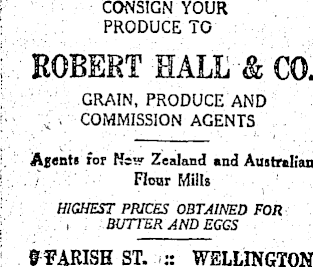 CONSIGN YOUR
PRODUCE TO
ROBERT HALL & CO.
GRAIN, PRODUCE AND
COMMISSION AGENTS
Agents for New Zealand and Australian
Flour Mills
HIGHEST PRICES OBTAINED FOR
BUTTER AND EGGS
FARISH ST. :: WELLINGTON